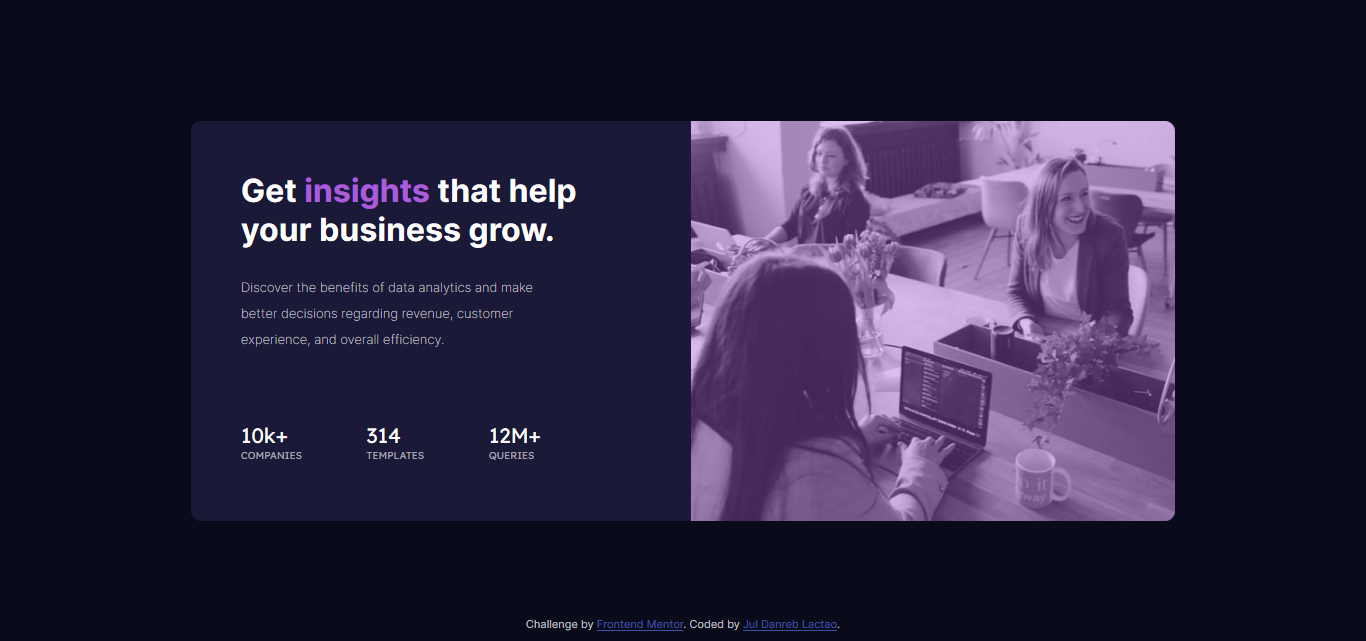 Get insights that help
your business grow.
Discover the benefits of data analytics and make
better decisions regarding revenue, customer
experience, and overall efficiency.
10k+ 314 12M+
COMPANIES TEMPLATES QUERIES
Challenge by Frontend Mentor. Coded by Jul Danreb Lactao.